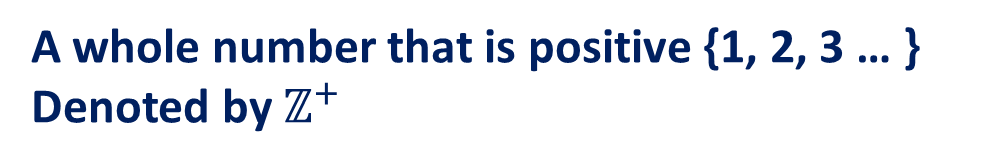 A whole number that is positive {1, 2, 3 … }
Denoted by ℤ⁺